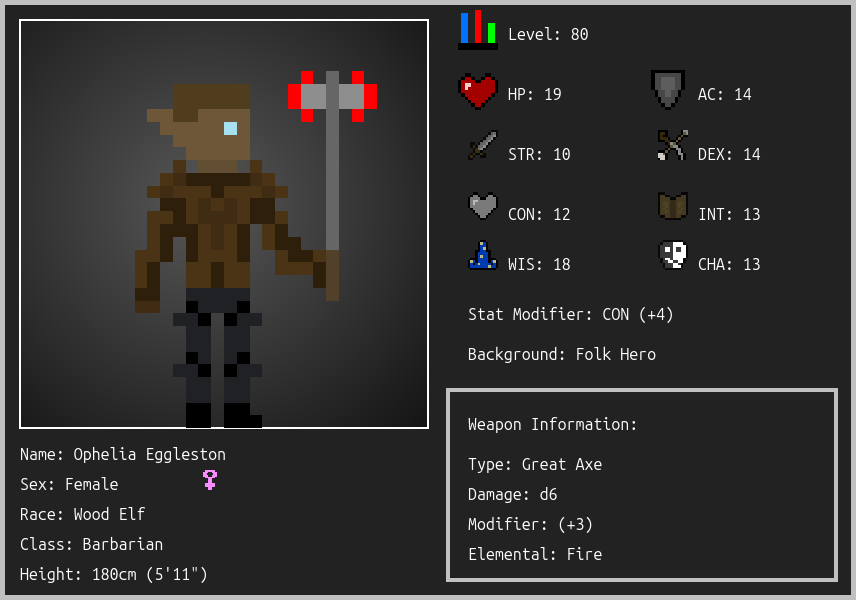 Level: 80
HP: 19
AC: 14
STR: 10
DEX: 14
CON: 12
INT: 13
WIS: 18
CHA: 13
Stat Modifier: CON (+4)
Background: Folk Hero
Name: Ophelia Eggleston
Sex: Female
Race: Wood Elf
Class: Barbarian
Height: 180cm (5'11")
Weapon Information:
Type: Great Axe
Damage: d6
Modifier: (+3)
Elemental: Fire